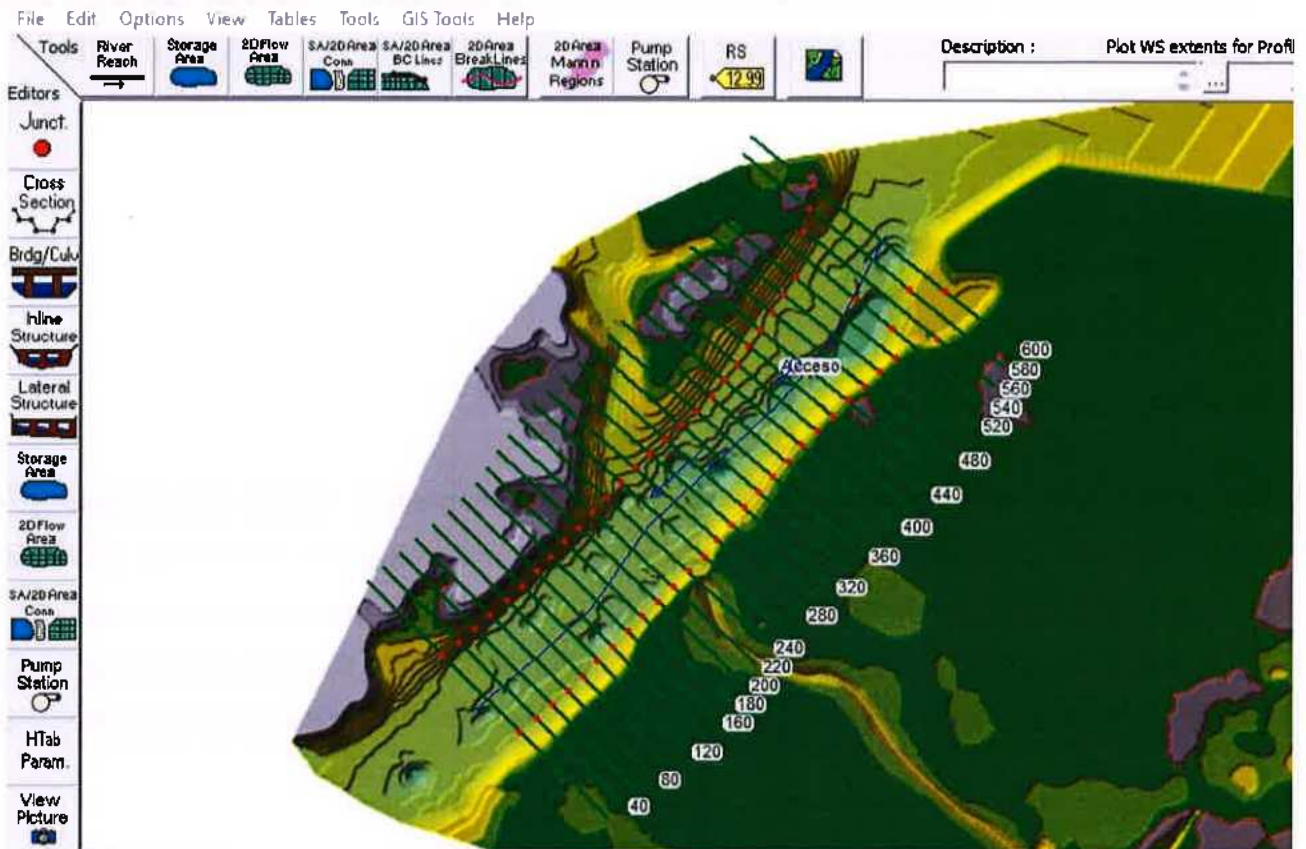 File Edit Options View Tables Tools GIS Tools Help
Tools
Editors
River
Reach
Storage
Area
2D Flow
Area
SA/2D Area
Conn
SA/2D Area
BC Lines
2D Area
BreakLines
2D Area
Mannin
Regions
Pump
Station
RS
12.99
Description :
...
Plot WS extents for Profil
Junct.
Cross
Section
Brdg/Culv
Inline
Structure
Lateral
Structure
Storage
Area
2D Flow
Area
SA/2D Area
Conn
Pump
Station
HTab
Param.
View
Picture
Acceso
600
580
560
540
520
480
440
400
360
320
280
240
220
200
180
160
120
80
40